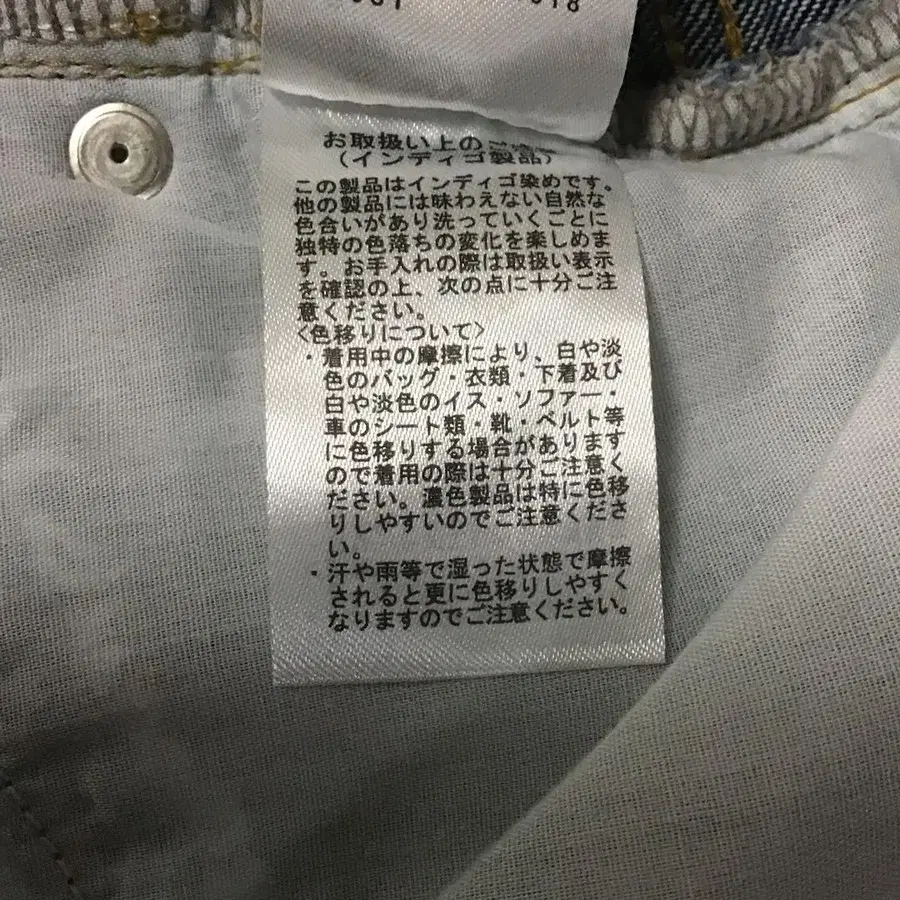 お取扱い上のご注意
（インディゴ製品）
この製品はインディゴ染めです。
他の製品には味わえない自然な
色合いがあり洗っていくごとに
独特の色落ちの変化を楽しめま
す。お手入れの際は取扱い表示
を確認の上、次の点に十分ご注
意ください。
<色移りについて>
・着用中の摩擦により、白や淡
色のバッグ・衣類・下着及び
白や淡色のイス・ソファー・
車のシート類・靴・ベルト等
に色移りする場合があります
ので着用の際は十分ご注意く
ださい。濃色製品は特に色移
りしやすいのでご注意くださ
い。
・汗や雨等で湿った状態で摩擦
されると更に色移りしやすく
なりますのでご注意ください。